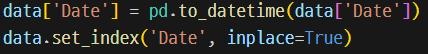 data['Date'] = pd.to_datetime(data['Date'])
data.set_index('Date', inplace=True)